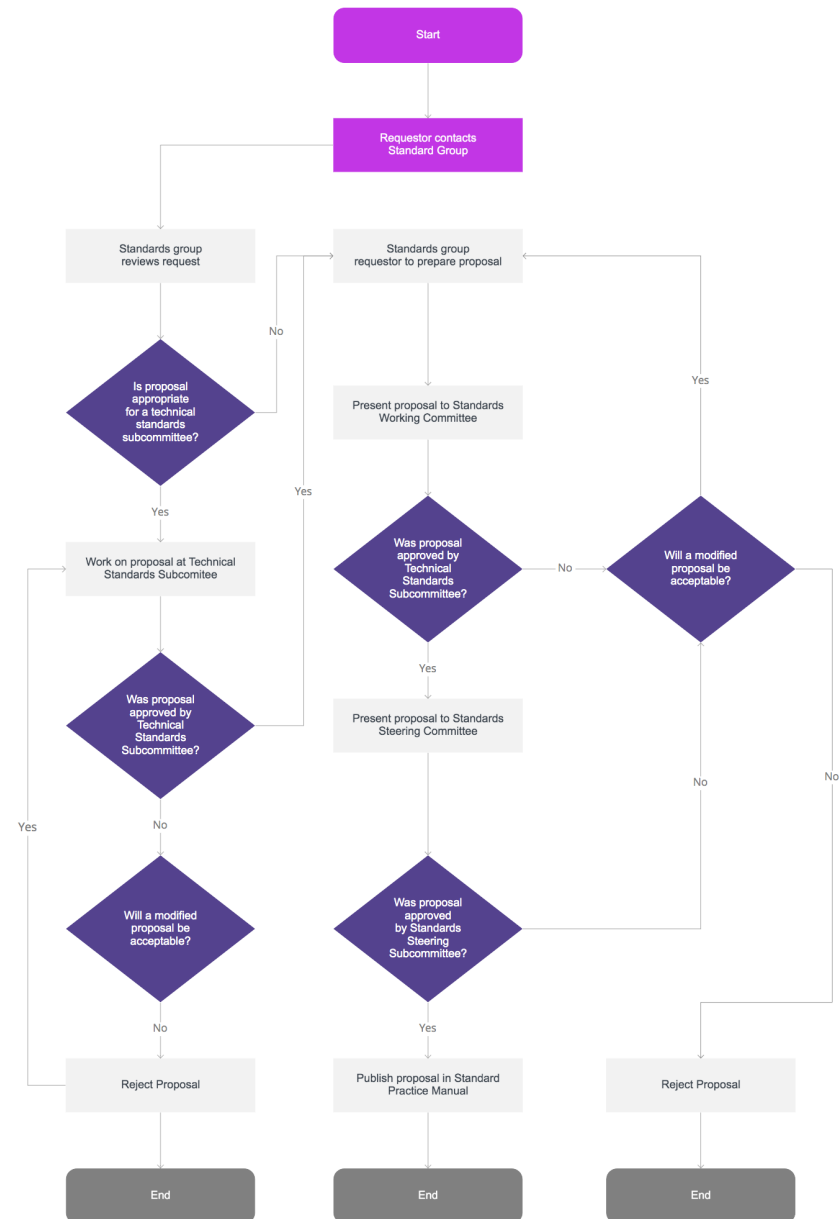 Start
Requestor contacts
Standard Group
Standards group
reviews request
Standards group
requestor to prepare proposal
No
Is proposal
appropriate
for a technical
standards
subcommittee?
Yes
Present proposal to Standards
Working Committee
Yes
Yes
Work on proposal at Technical
Standards Subcomitee
Was proposal
approved by
Technical
Standards
Subcommittee?
No
Will a modified
proposal be
acceptable?
Yes
Was proposal
approved by
Technical
Standards
Subcommittee?
Present proposal to Standards
Steering Committee
No
No
Yes
No
Will a modified
proposal be
acceptable?
Was proposal
approved
by Standards
Steering
Subcommittee?
No
Yes
Reject Proposal
Publish proposal in Standard
Practice Manual
Reject Proposal
End
End
End